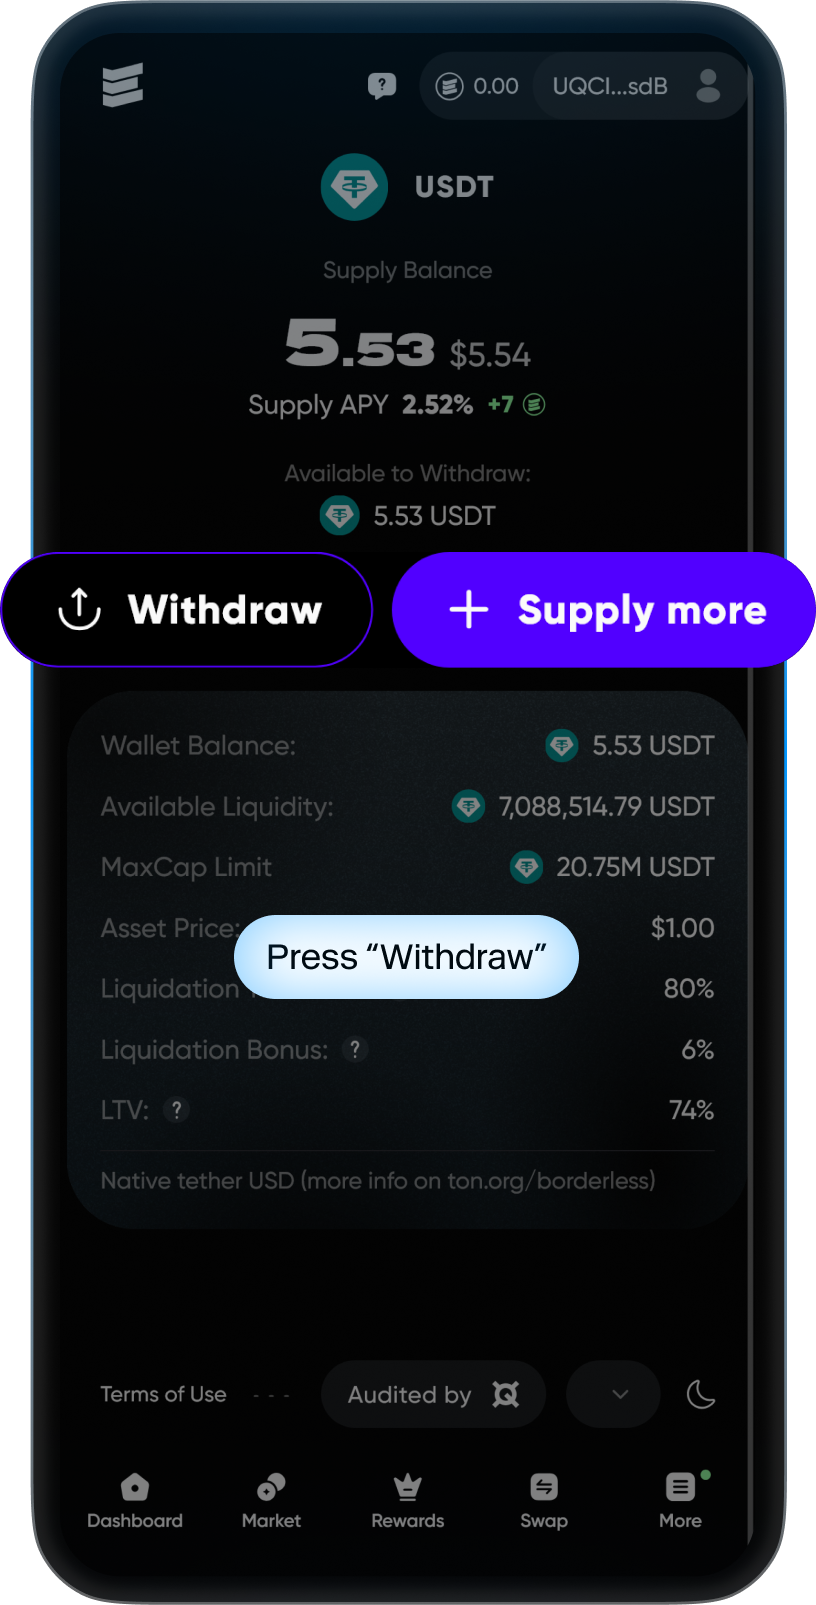 0.00 UQCI...sdB
USDT
Supply Balance
5.53 $5.54
Supply APY 2.52% +7
Available to Withdraw:
5.53 USDT
Withdraw
Supply more
Wallet Balance: 5.53 USDT
Available Liquidity: 7,088,514.79 USDT
MaxCap Limit 20.75M USDT
Asset Price: $1.00
Press “Withdraw”
Liquidation 80%
Liquidation Bonus: ? 6%
LTV: ? 74%
Native tether USD (more info on ton.org/borderless)
Terms of Use - - - Audited by
Dashboard Market Rewards Swap More